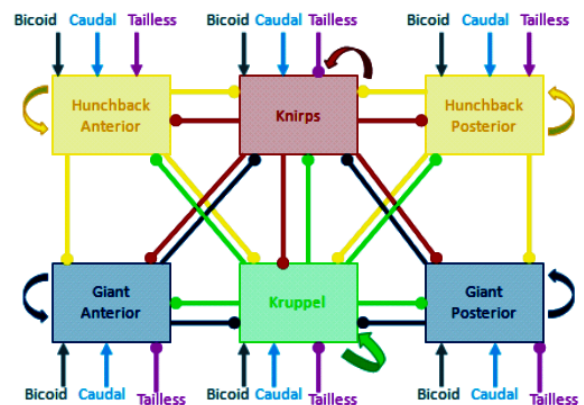 Bicoid Caudal Tailless Bicoid Caudal Tailless Bicoid Caudal Tailless
Hunchback
Anterior
Knirps
Hunchback
Posterior
Giant
Anterior
Kruppel
Giant
Posterior
Bicoid Caudal Tailless Bicoid Caudal Tailless Bicoid Caudal Tailless